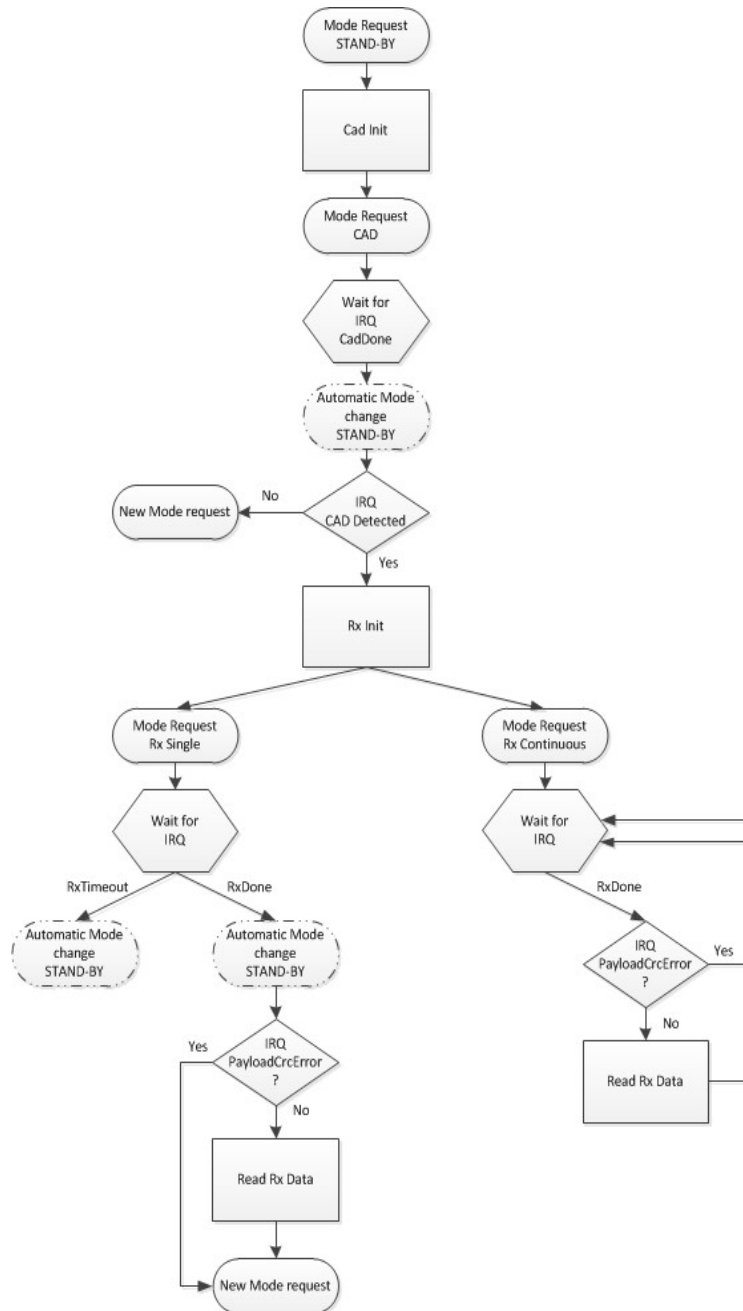 Mode Request
STAND-BY
Cad Init
Mode Request
CAD
Wait for
IRQ
CadDone
Automatic Mode
change
STAND-BY
IRQ
CAD Detected
No
New Mode request
Yes
Rx Init
Mode Request
Rx Single
Mode Request
Rx Continuous
Wait for
IRQ
Wait for
IRQ
RxTimeout
RxDone
RxDone
Automatic Mode
change
STAND-BY
Automatic Mode
change
STAND-BY
IRQ
PayloadCrcError
?
Yes
No
Read Rx Data
IRQ
PayloadCrcError
?
Yes
No
Read Rx Data
New Mode request